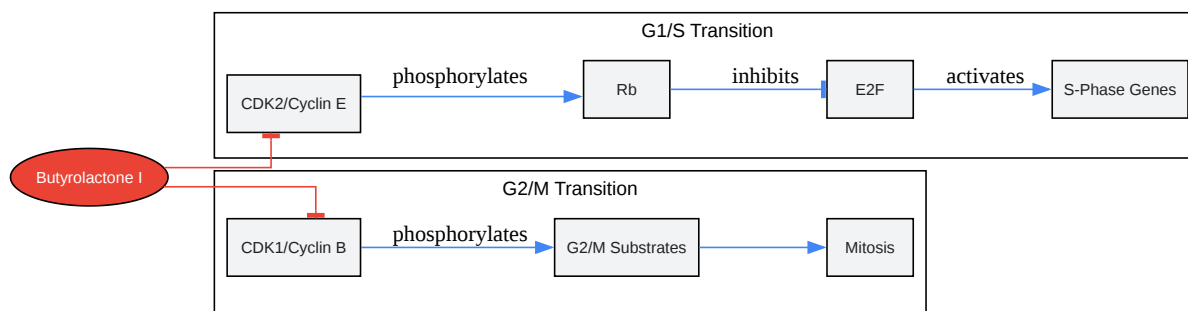 G1/S Transition
CDK2/Cyclin E
phosphorylates
Rb
inhibits
E2F
activates
S-Phase Genes
Butyrolactone I
G2/M Transition
CDK1/Cyclin B
phosphorylates
G2/M Substrates
Mitosis